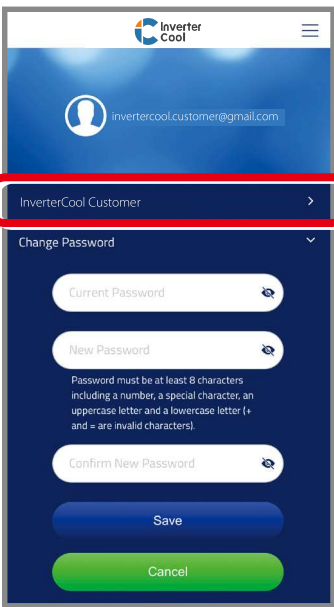 Inverter
Cool
invertercool.customer@gmail.com
InverterCool Customer
Change Password
Current Password
New Password
Password must be at least 8 characters
including a number, a special character, an
uppercase letter and a lowercase letter (+
and = are invalid characters).
Confirm New Password
Save
Cancel